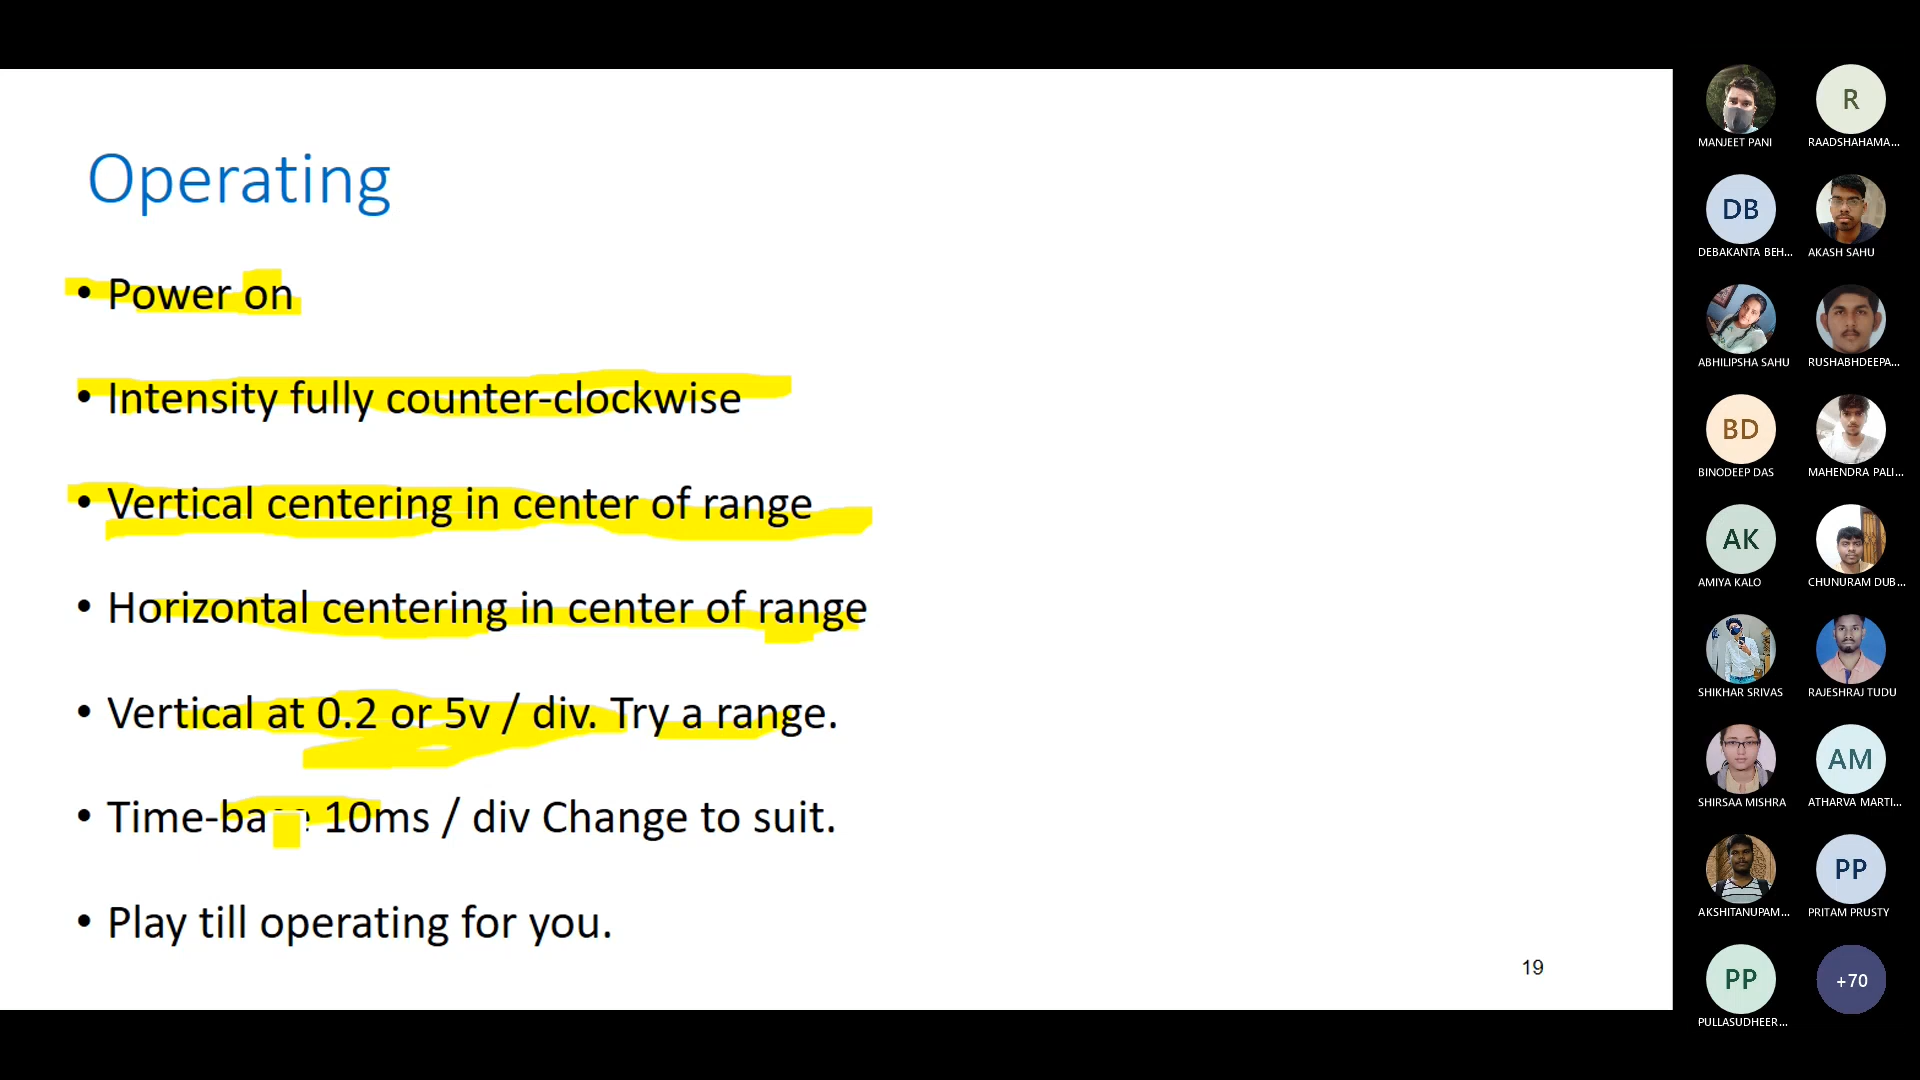 Operating
• Power on
• Intensity fully counter-clockwise
• Vertical centering in center of range
• Horizontal centering in center of range
• Vertical at 0.2 or 5v / div. Try a range.
• Time-base 10ms / div Change to suit.
• Play till operating for you.
19
MANJEET PANI
R
RAADSHAHAMA...
DB
DEBAKANTA BEH...
AKASH SAHU
ABHILIPSHA SAHU
RUSHABHDEEPA...
BD
BINODEEP DAS
MAHENDRA PALI...
AK
AMIYA KALO
CHUNURAM DUB...
SHIKHAR SRIVAS
RAJESHRAJ TUDU
SHIRSAA MISHRA
AM
ATHARVA MARTI...
AKSHITANUPAM...
PP
PRITAM PRUSTY
PP
PULLASUDHEER...
+70